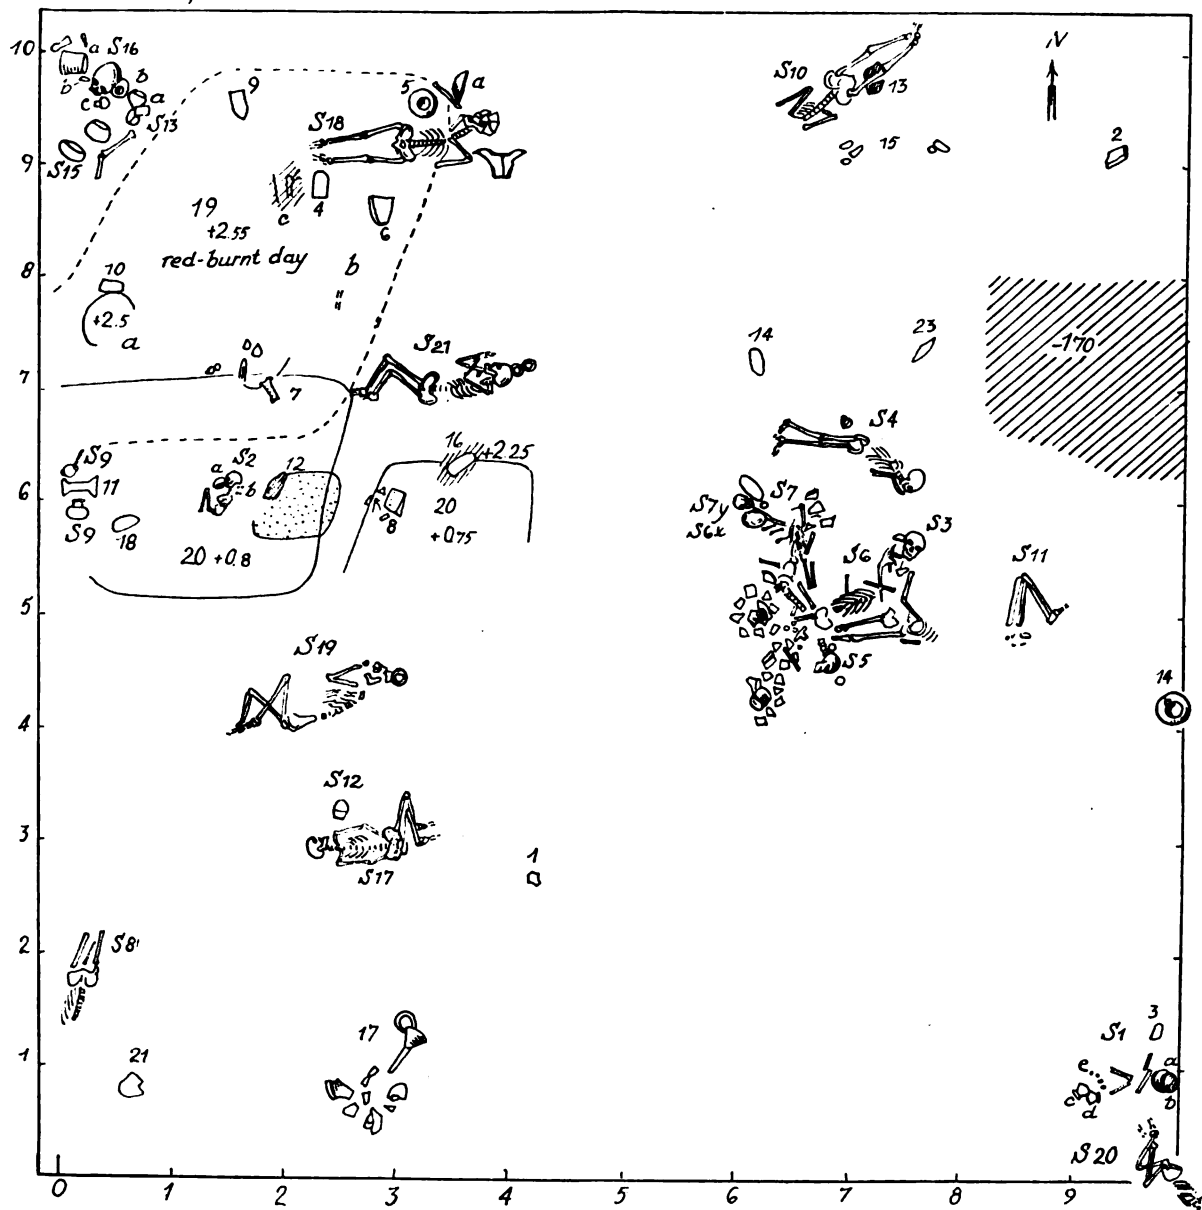 10
c a S16
b b
c a
S13
S15
9
9
S18
5
a
S10
13
N
15
2
19
+2.55
red-burnt day
c
4
6
b
8
10
+2.5
a
14
23
-170
7
7
S21
S4
S9
11
S9
18
a S2
b
12
16
+2.25
6
20 +0.8
8
20
+0.75
S7
S7y
S6x
S3
S6
S11
5
S5
S19
14
4
S12
S17
3
1
2
S8
17
21
1
3
S1
a
b
e
c
d
S20
0 1 2 3 4 5 6 7 8 9